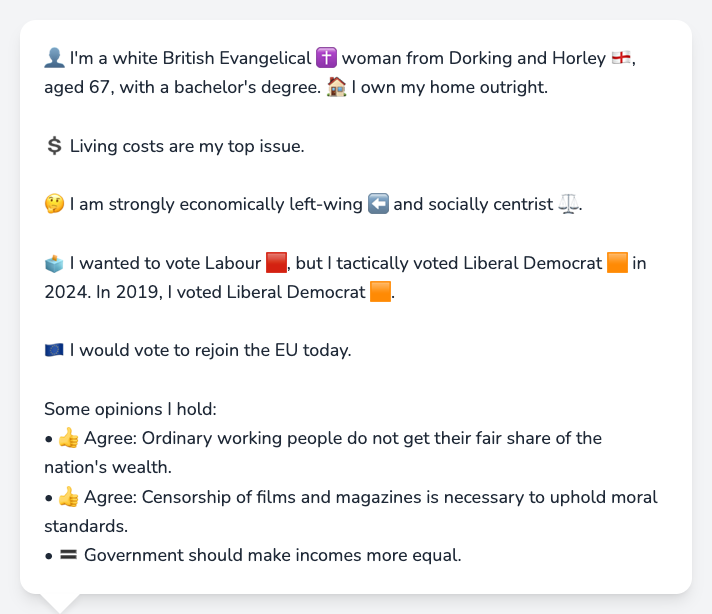 👤 I'm a white British Evangelical ✝️ woman from Dorking and Horley 🏴󠁧󠁢󠁥󠁮󠁧󠁿,
aged 67, with a bachelor's degree. 🏠 I own my home outright.
💲 Living costs are my top issue.
🤔 I am strongly economically left-wing ⬅️ and socially centrist ⚖️.
🗳️ I wanted to vote Labour 🟥, but I tactically voted Liberal Democrat 🟧 in
2024. In 2019, I voted Liberal Democrat 🟧.
🇪🇺 I would vote to rejoin the EU today.
Some opinions I hold:
• 👍 Agree: Ordinary working people do not get their fair share of the
nation's wealth.
• 👍 Agree: Censorship of films and magazines is necessary to uphold moral
standards.
• 🟰 Government should make incomes more equal.